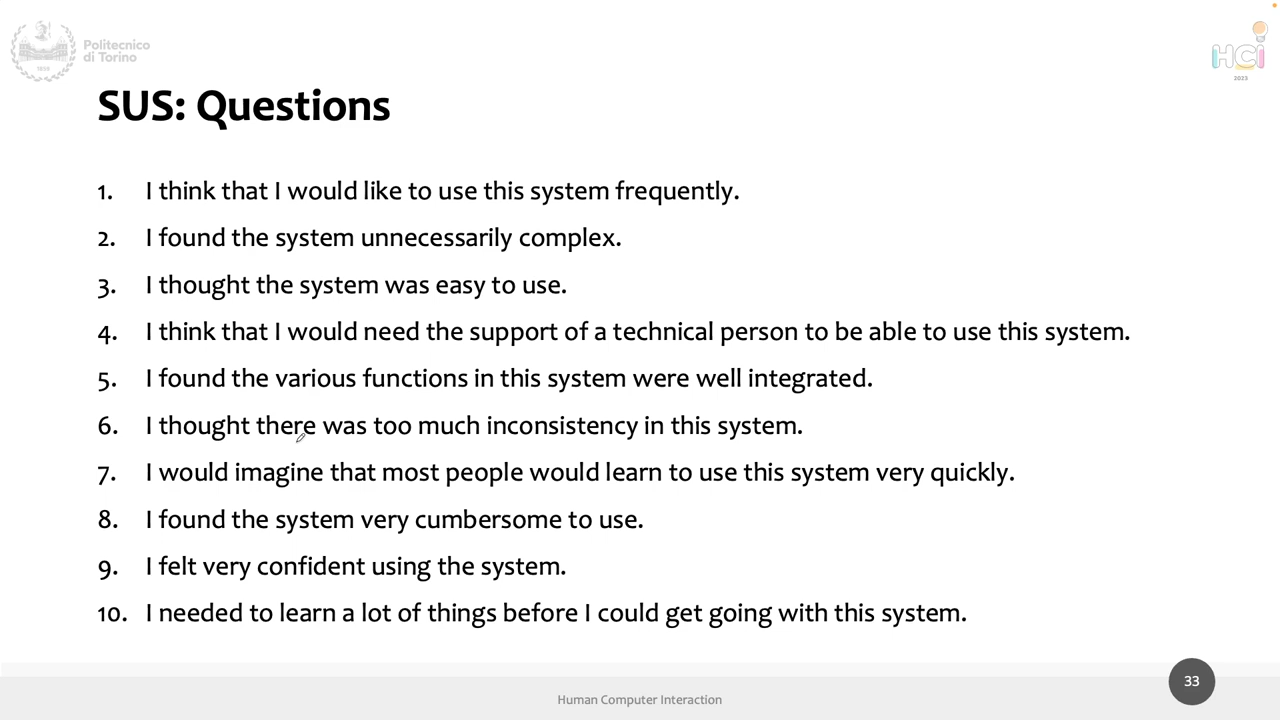 Politecnico
di Torino
1859
HCI
2023
SUS: Questions
1. I think that I would like to use this system frequently.
2. I found the system unnecessarily complex.
3. I thought the system was easy to use.
4. I think that I would need the support of a technical person to be able to use this system.
5. I found the various functions in this system were well integrated.
6. I thought there was too much inconsistency in this system.
7. I would imagine that most people would learn to use this system very quickly.
8. I found the system very cumbersome to use.
9. I felt very confident using the system.
10. I needed to learn a lot of things before I could get going with this system.
33
Human Computer Interaction